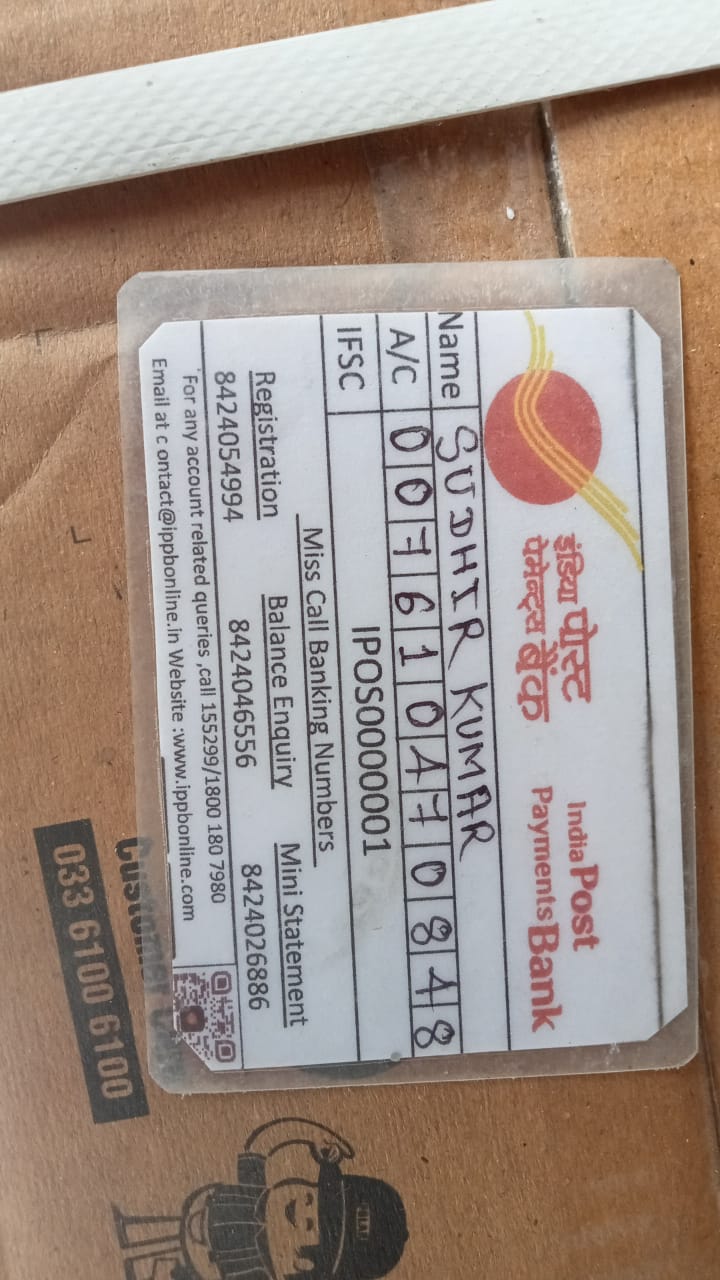 इंडिया पोस्ट
पेमेन्ट्स बैंक
India Post
Payments Bank
Name SUDHIR KUMAR
A/C 007610470848
IFSC IPOS0000001
Miss Call Banking Numbers
Registration Balance Enquiry Mini Statement
8424054994 8424046556 8424026886
For any account related queries ,call 155299/1800 180 7980
Email at c ontact@ippbonline.in Website :www.ippbonline.com
Customer
033 6100 6100